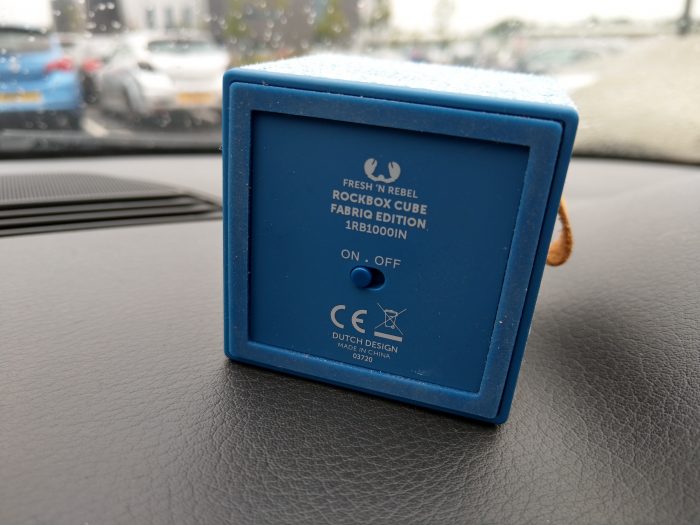 FRESH 'N REBEL
ROCKBOX CUBE
FABRIQ EDITION
1RB1000IN
ON . OFF
CE
DUTCH DESIGN
MADE IN CHINA
03720